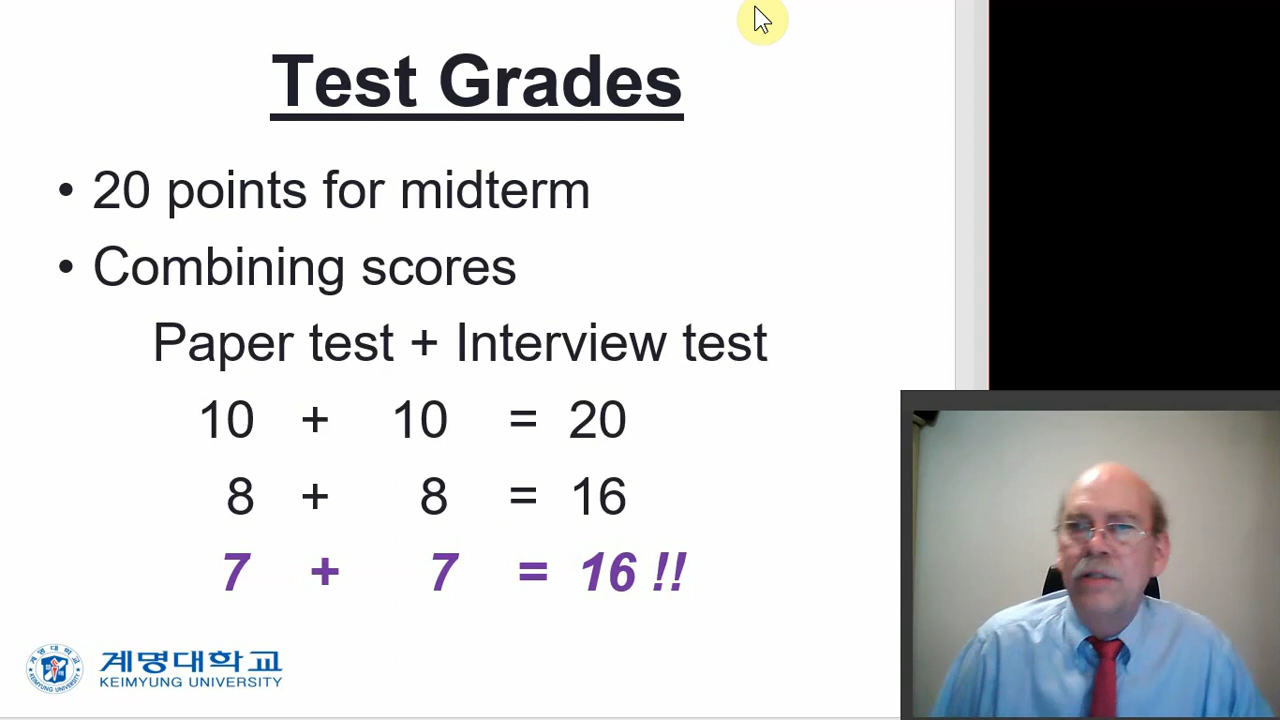 Test Grades
• 20 points for midterm
• Combining scores
Paper test + Interview test
10 + 10 = 20
8 + 8 = 16
7 + 7 = 16 !!
계명대학교
KEIMYUNG UNIVERSITY